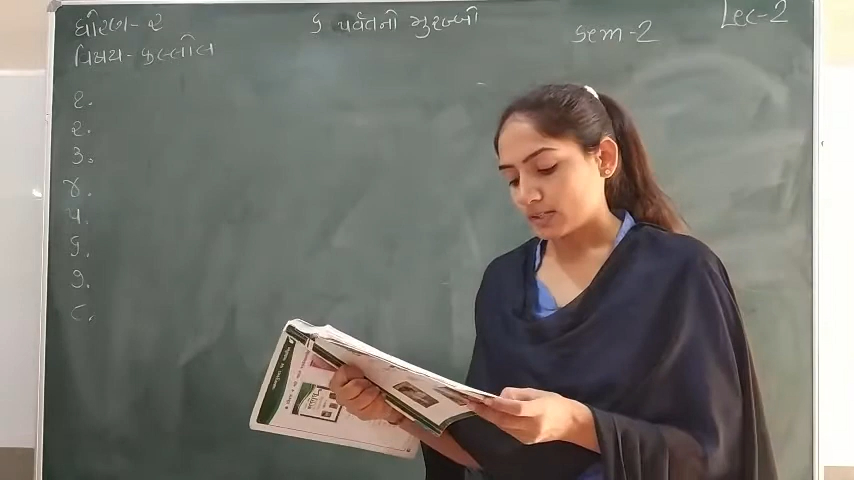 ધોરણ - ૨
૬ પર્વતનો મુરબ્બો
Sem-2
Lec-2
વિષય - કલ્લોલ
૧.
૨.
૩.
૪.
૫.
૬.
૭.
૮.